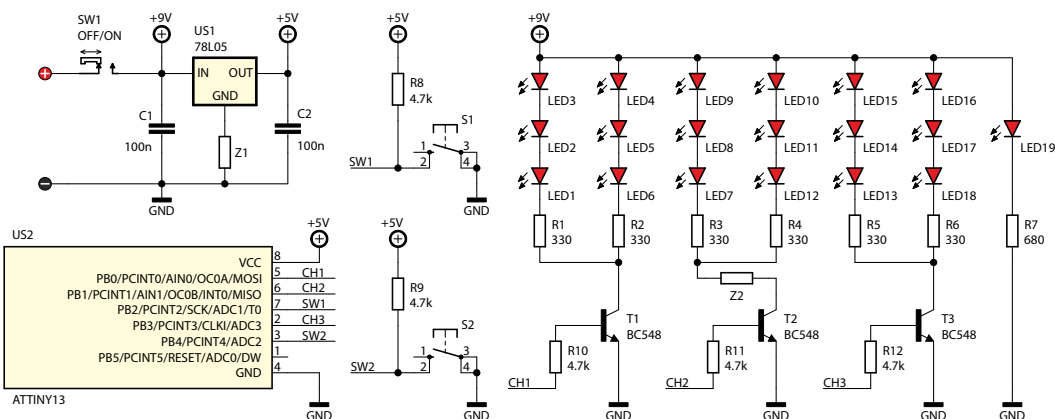 SW1
OFF/ON
+9V
US1
78L05
+5V
IN OUT
GND
C1
100n
Z1
C2
100n
GND
+5V
R8
4.7k
S1
1 3
2 4
SW1
GND
US2
+5V
VCC 8
PB0/PCINT0/AIN0/OC0A/MOSI 5 CH1
PB1/PCINT1/AIN1/OC0B/INT0/MISO 6 CH2
PB2/PCINT2/SCK/ADC1/T0 7 SW1
PB3/PCINT3/CLKI/ADC3 2 CH3
PB4/PCINT4/ADC2 3 SW2
PB5/PCINT5/RESET/ADC0/DW 1
GND 4
ATTINY13
GND
+5V
R9
4.7k
S2
1 3
2 4
SW2
GND
+9V
LED3 LED4 LED9 LED10 LED15 LED16
LED2 LED5 LED8 LED11 LED14 LED17 LED19
LED1 LED6 LED7 LED12 LED13 LED18
R1 R2 R3 R4 R5 R6 R7
330 330 330 330 330 330 680
Z2
T1 T2 T3
BC548 BC548 BC548
R10 R11 R12
4.7k 4.7k 4.7k
CH1 CH2 CH3
GND GND GND GND